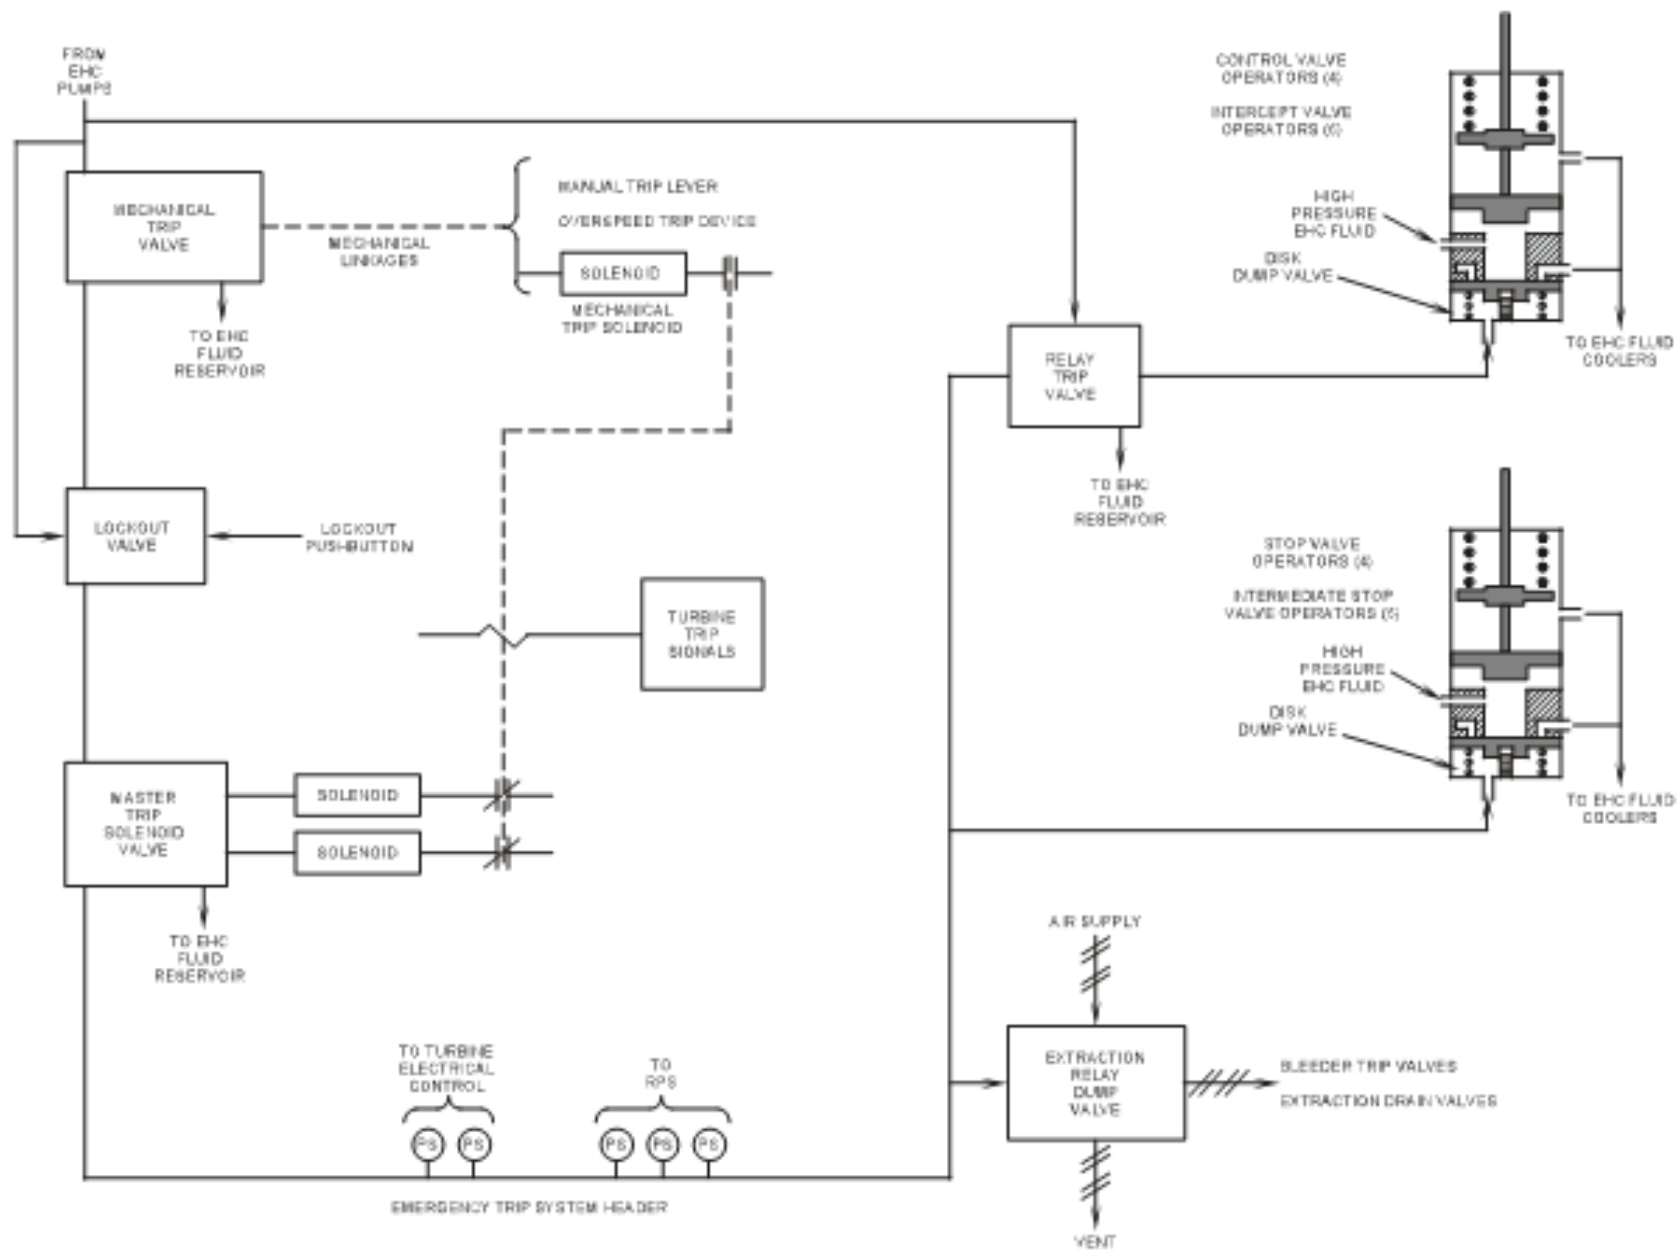 FROM
EHC
PUMPS
MECHANICAL
TRIP
VALVE
TO EHC
FLUID
RESERVOIR
MECHANICAL
LINKAGES
MANUAL TRIP LEVER
OVERSPEED TRIP DEVICE
SOLENOID
MECHANICAL
TRIP SOLENOID
CONTROL VALVE
OPERATORS (4)
INTERCEPT VALVE
OPERATORS (6)
HIGH
PRESSURE
EHC FLUID
DISK
DUMP VALVE
TO EHC FLUID
COOLERS
RELAY
TRIP
VALVE
TO EHC
FLUID
RESERVOIR
LOCKOUT
VALVE
LOCKOUT
PUSHBUTTON
TURBINE
TRIP
SIGNALS
STOP VALVE
OPERATORS (4)
INTERMEDIATE STOP
VALVE OPERATORS
HIGH
PRESSURE
EHC FLUID
DISK
DUMP VALVE
TO EHC FLUID
COOLERS
MASTER
TRIP
SOLENOID
VALVE
SOLENOID
SOLENOID
TO EHC
FLUID
RESERVOIR
AIR SUPPLY
EXTRACTION
RELAY
DUMP
VALVE
BLEEDER TRIP VALVES
EXTRACTION DRAIN VALVES
VENT
TO TURBINE
ELECTRICAL
CONTROL
TO
RPS
PS PS PS PS PS
EMERGENCY TRIP SYSTEM HEADER